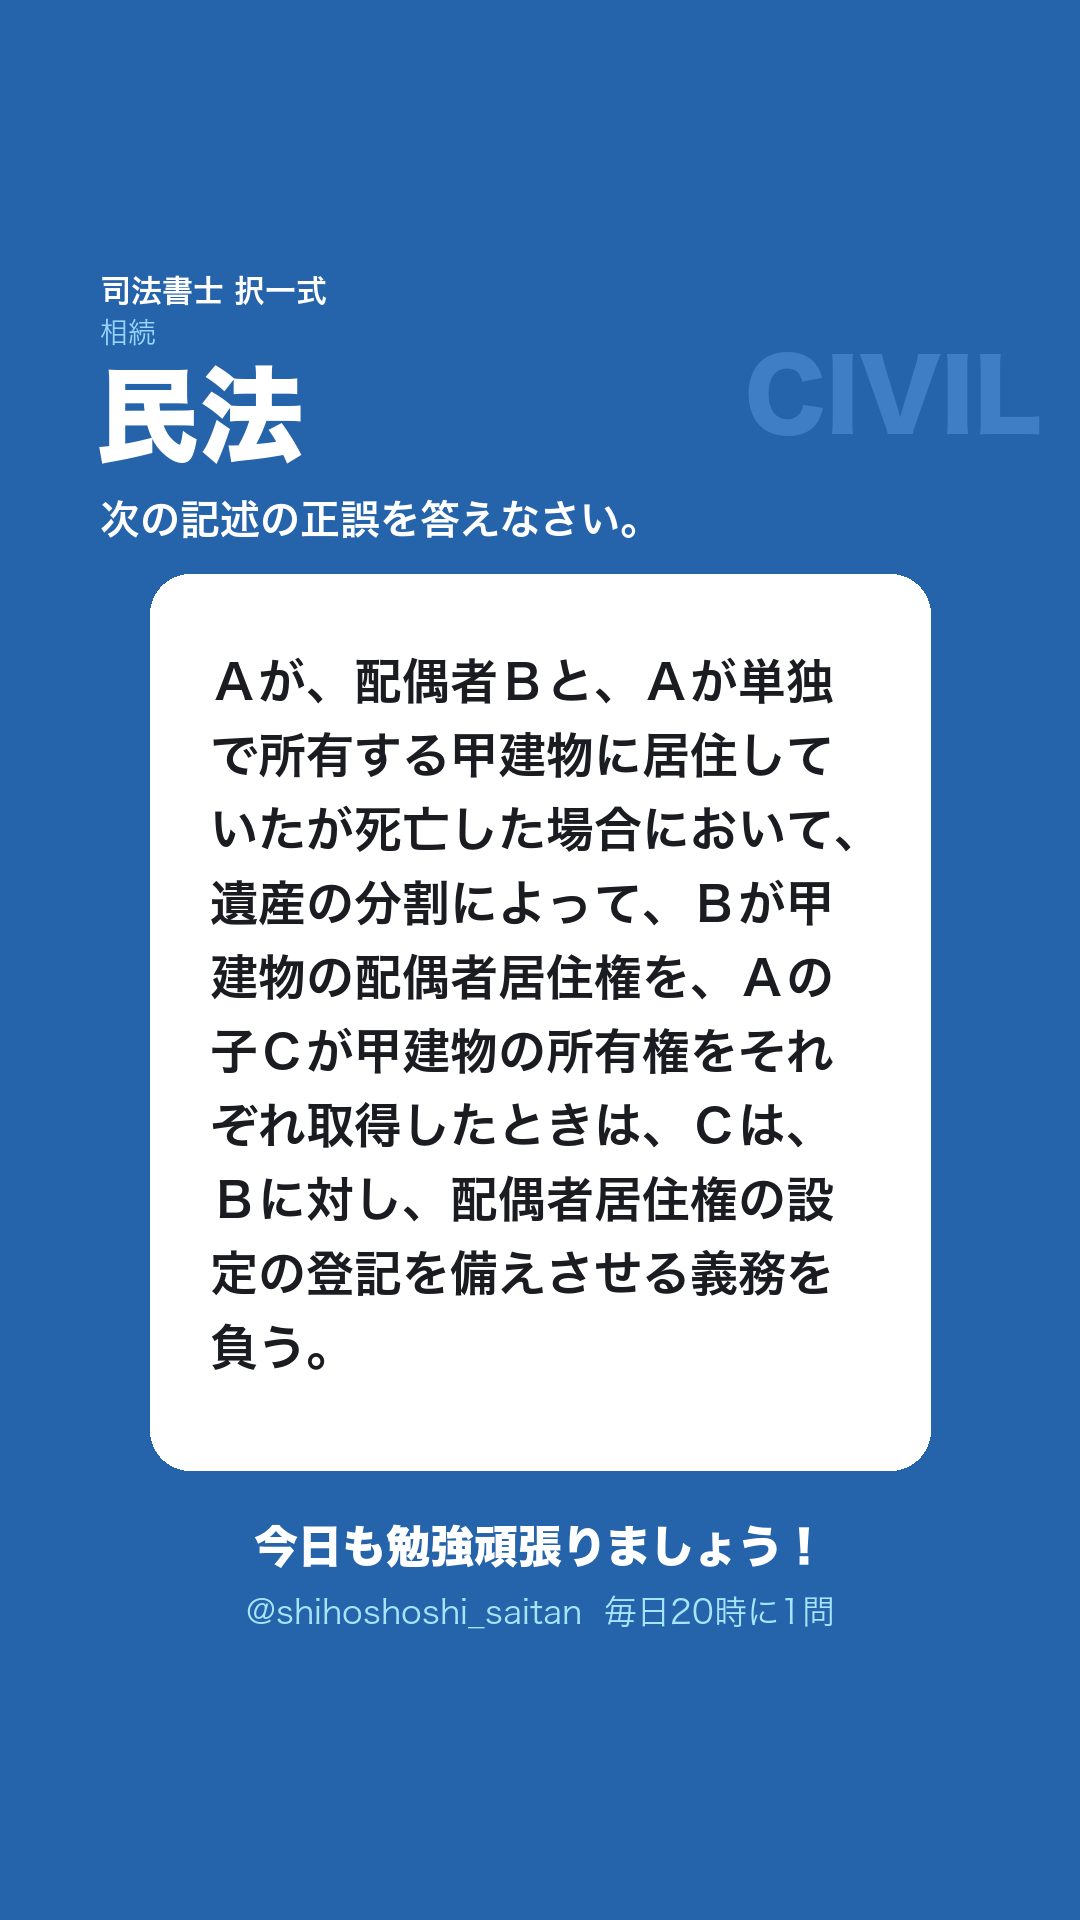 司法書士 択一式
相続
民法
CIVIL
次の記述の正誤を答えなさい。
Ａが、配偶者Ｂと、Ａが単独
で所有する甲建物に居住して
いたが死亡した場合において、
遺産の分割によって、Ｂが甲
建物の配偶者居住権を、Ａの
子Ｃが甲建物の所有権をそれ
ぞれ取得したときは、Ｃは、
Ｂに対し、配偶者居住権の設
定の登記を備えさせる義務を
負う。
今日も勉強頑張りましょう！
@shihoshoshi_saitan 毎日20時に1問